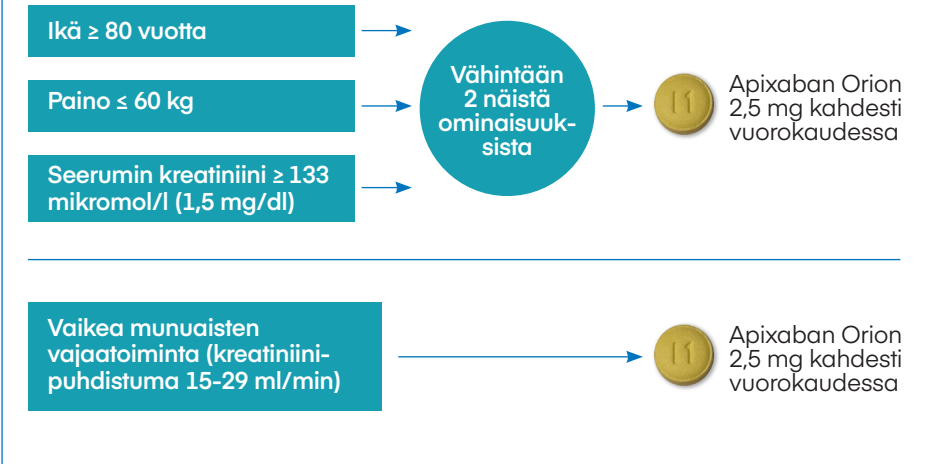 Ikä ≥ 80 vuotta
Paino ≤ 60 kg
Seerumin kreatiniini ≥ 133
mikromol/l (1,5 mg/dl)
Vähintään
2 näistä
ominaisuuk-
sista
I1
Apixaban Orion
2,5 mg kahdesti
vuorokaudessa
Vaikea munuaisten
vajaatoiminta (kreatiniini-
puhdistuma 15-29 ml/min)
I1
Apixaban Orion
2,5 mg kahdesti
vuorokaudessa